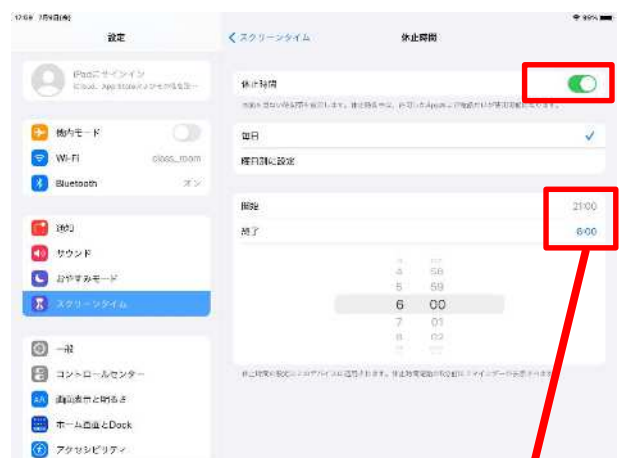 設定
スクリーンタイム
休止時間
99%
iPadにサインイン
休止時間
毎日
曜日別に設定
機内モード
Wi-Fi
class_room
Bluetooth
オン
開始
21:00
終了
6:00
通知
サウンド
おやすみモード
スクリーンタイム
4 58
5 59
6 00
7 01
8 02
一般
コントロールセンター
画面表示と明るさ
ホーム画面とDock
アクセシビリティ